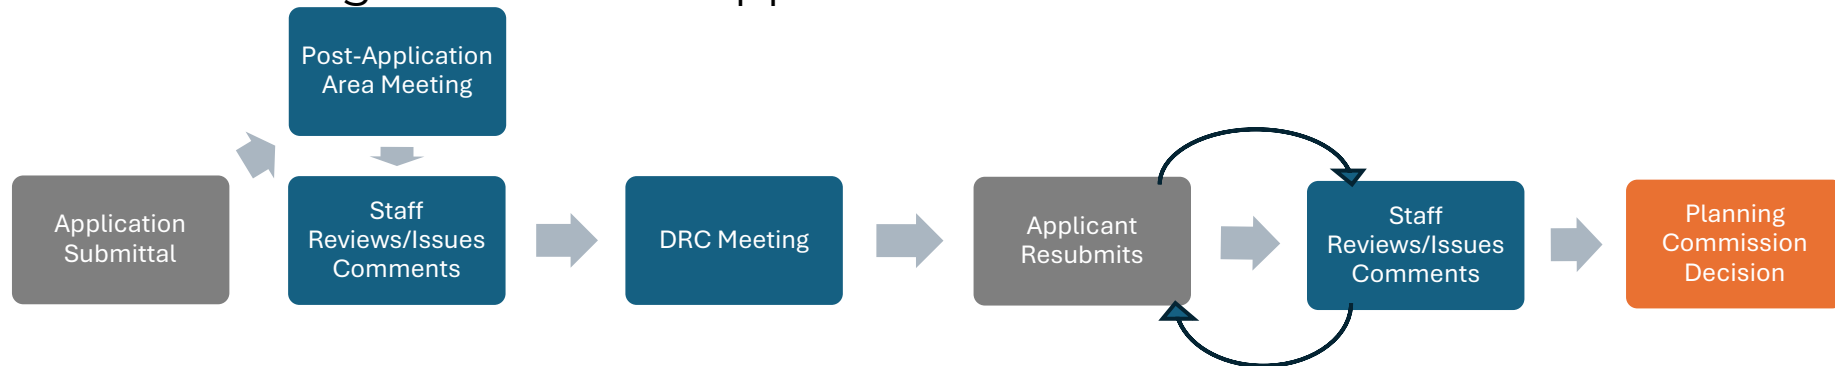 Post-Application
Area Meeting
Application
Submittal
Staff
Reviews/Issues
Comments
DRC Meeting
Applicant
Resubmits
Staff
Reviews/Issues
Comments
Planning
Commission
Decision